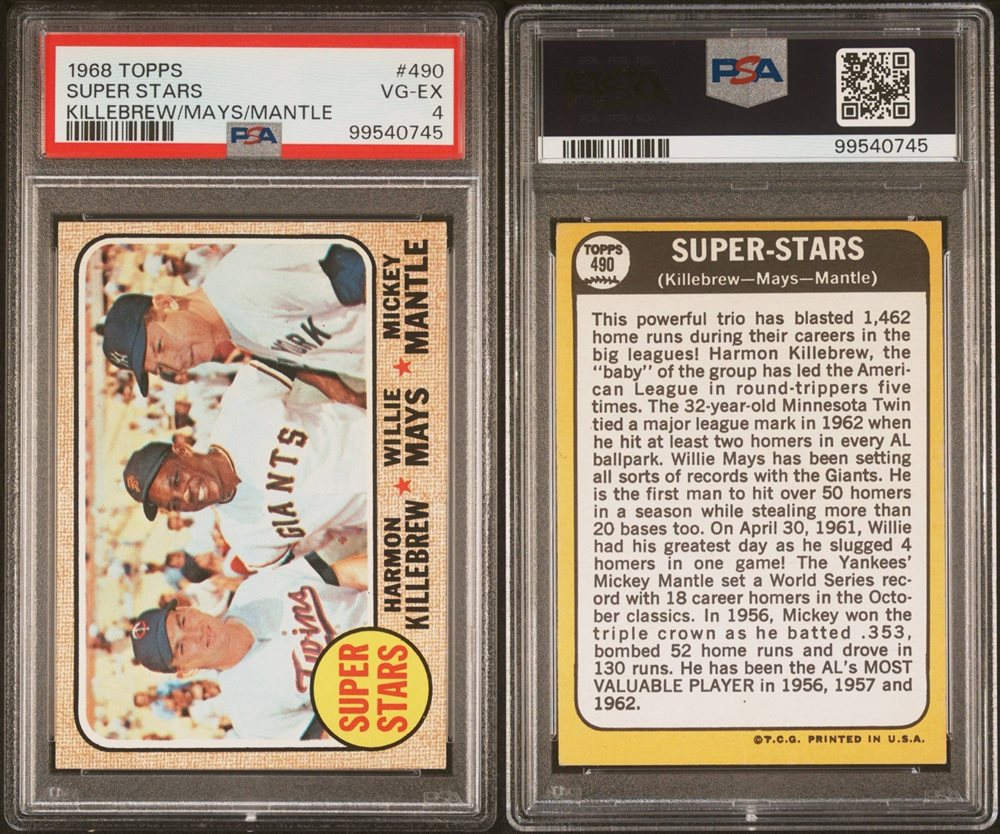 1968 TOPPS #490
SUPER STARS VG-EX
KILLEBREW/MAYS/MANTLE 4
PSA 99540745
HARMON KILLEBREW ★ WILLIE MAYS ★ MICKEY MANTLE
SUPER STARS
YORK
GIANTS
Twins
PSA
PSA
99540745
TOPPS
490
SUPER-STARS
(Killebrew—Mays—Mantle)
This powerful trio has blasted 1,462
home runs during their careers in the
big leagues! Harmon Killebrew, the
"baby" of the group has led the Ameri-
can League in round-trippers five
times. The 32-year-old Minnesota Twin
tied a major league mark in 1962 when
he hit at least two homers in every AL
ballpark. Willie Mays has been setting
all sorts of records with the Giants. He
is the first man to hit over 50 homers
in a season while stealing more than
20 bases too. On April 30, 1961, Willie
had his greatest day as he slugged 4
homers in one game! The Yankees'
Mickey Mantle set a World Series rec-
ord with 18 career homers in the Octo-
ber classics. In 1956, Mickey won the
triple crown as he batted .353,
bombed 52 home runs and drove in
130 runs. He has been the AL's MOST
VALUABLE PLAYER in 1956, 1957 and
1962.
©T.C.G. PRINTED IN U.S.A.